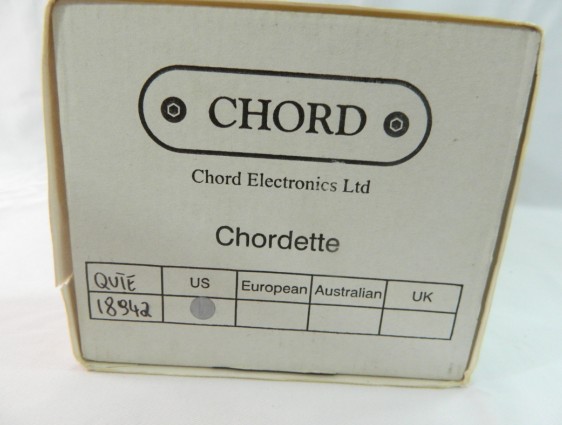 CHORD
Chord Electronics Ltd
Chordette
QUTE US European Australian UK
18942